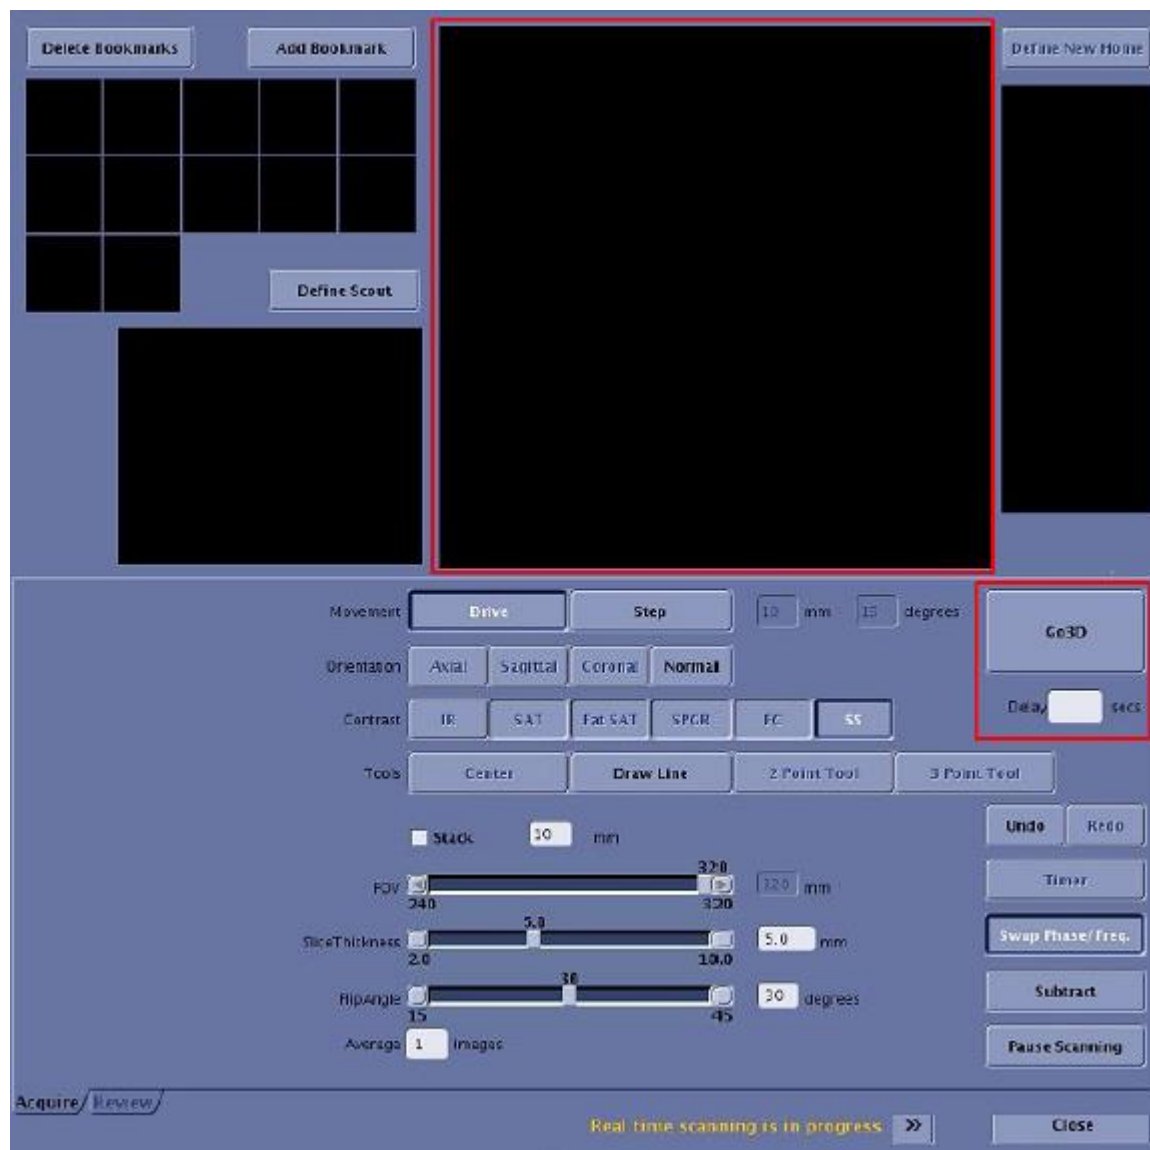 Delete Bookmarks Add Bookmark Define New Home
Define Scout
Movement Drive Step 10 mm 15 degrees Go3D
Orientation Axial Sagittal Coronal Normal
Delay secs
Contrast IR SAT Fat SAT SPGR FC SS
Tools Center Draw Line 2 Point Tool 3 Point Tool
Stack 10 mm Undo Redo
320
FOV 320 mm Timer
240 320
5.0
SliceThickness 5.0 mm Swap Phase/Freq.
2.0 10.0
30
FlipAngle 30 degrees Subtract
15 45
Average 1 images Pause Scanning
Acquire Review
Real time scanning is in progress » Close